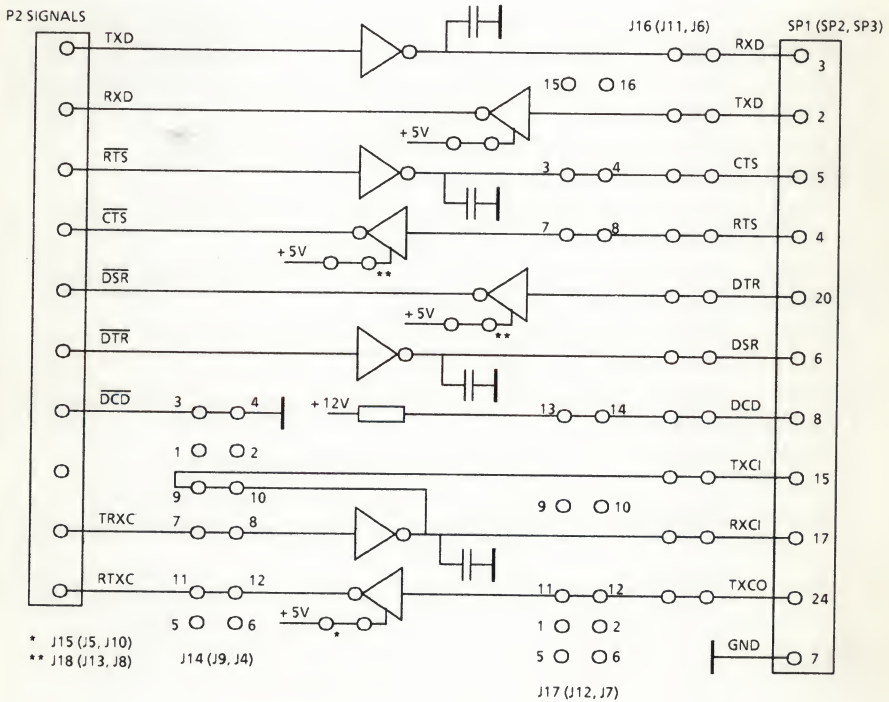 P2 SIGNALS
J16 (J11, J6)
SP1 (SP2, SP3)
TXD
RXD
3
15 16
RXD
TXD
2
+ 5V
RTS
3 4
CTS
5
CTS
7 8
RTS
4
+ 5V
**
DSR
DTR
20
+ 5V
**
DTR
DSR
6
DCD
3 4
+ 12V
13 14
DCD
8
1 2
TXCI
15
9 10
9 10
TRXC
7 8
RXCI
17
RTXC
11 12
11 12
TXCO
24
5 6
+ 5V
*
1 2
GND
7
* J15 (J5, J10)
** J18 (J13, J8)
J14 (J9, J4)
5 6
J17 (J12, J7)